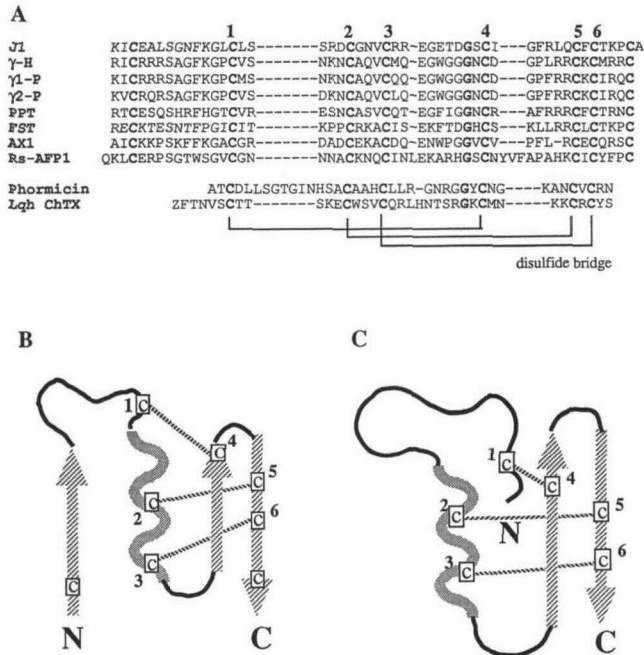 A
1 2 3 4 5 6
J1 KICEALSGNFKGLCLS---------SRDCGNVCRR~EGETDGSCI---GFRLQCFCTKPCA
γ-H RICRRRSAGFKGPCVS---------NKNCAQVCMQ-EGWGGGNCD---GPLRRCKCMRRC
γ1-P KICRRRSAGFKGPCMS---------NKNCAQVCQQEGWGGGNCD---GPFRRCKCIRQC
γ2-P KVCRQRSAGFKGPCVS---------DKNCAQVCLQ-EGWGGGNCD---GPFRRCKCIRQC
PPT RTCESQSHRFHGTCVR---------ESNCASVCQT-EGFIGGNCR---AFRRRCFCTRNC
FST RECKTESNTFPGICIT---------KPPCRKACIS-EKFTDGHCS---KLLRRCLCTKPC
AX1 AICKKPSKFFKGACGR---------DADCEKACDQ-ENWPGGVCV---PFL-RCECQRSC
Rs-AFP1 QKLCERPSGTWSGVCGN---------NNACKNQCINLEKARHGSCNYVFPAPAHKCICYFPC
Phormicin ATCDLLSGTGINHSACAAHCLLR-GNRGGYCNG-----KANCVCRN
Lqh ChTX ZFTNVSCTT------SKECWSVCQRLHNTSRGKCMN-----KKCRCYS
disulfide bridge
B
C
1
C
C
4
C
5
2
C
C
6
3
C
C
C
N
C
1
C
C
4
2
C
N
C
5
3
C
C
6
C